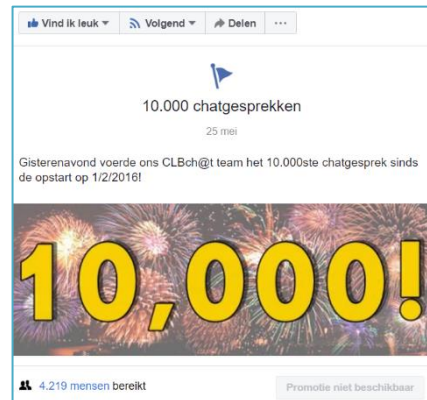 Vind ik leuk Volgend Delen ...
10.000 chatgesprekken
25 mei
Gisterenavond voerde ons CLBch@t team het 10.000ste chatgesprek sinds
de opstart op 1/2/2016!
10,000!
4.219 mensen bereikt Promotie niet beschikbaar